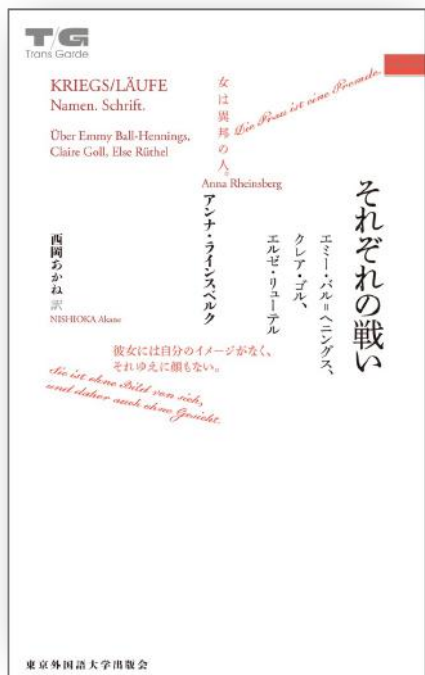 T/G
Trans Garde
KRIEGS/LÄUFE
Namen. Schrift.
Über Emmy Ball-Hennings,
Claire Goll, Else Rüthel
女は異邦の人。
Die Frau ist eine Fremde.
Anna Rheinsberg
それぞれの戦い
エミー・バル=ヘニングス、
クレア・ゴル、
エルゼ・リューテル
アンナ・ラインスベルク
西岡あかね 訳
NISHIOKA Akane
彼女には自分のイメージがなく、
それゆえに顔もない。
Sie ist ohne Bild von sich,
und daher auch ohne Gesicht.
東京外国語大学出版会